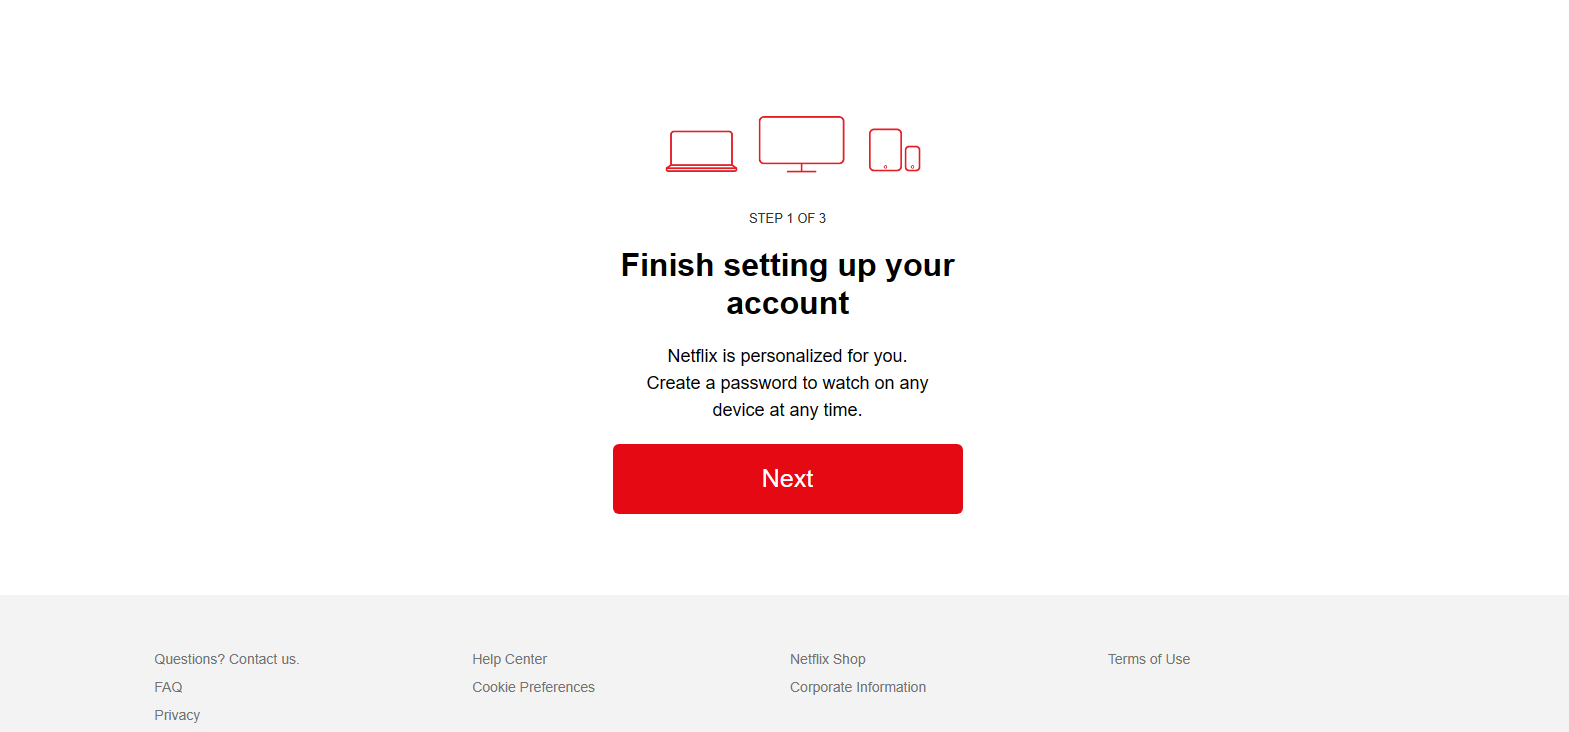 STEP 1 OF 3
Finish setting up your
account
Netflix is personalized for you.
Create a password to watch on any
device at any time.
Next
Questions? Contact us.
Help Center
Netflix Shop
Terms of Use
FAQ
Cookie Preferences
Corporate Information
Privacy